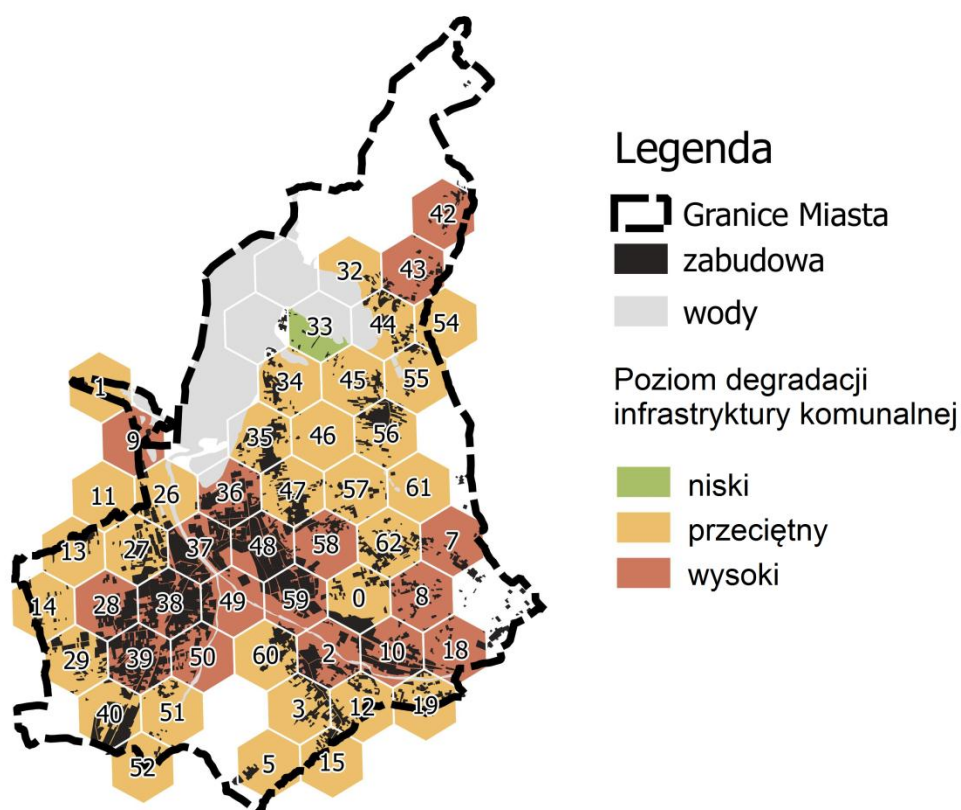 Legenda
Granice Miasta
zabudowa
wody
Poziom degradacji
infrastryktury komunalnej
niski
przeciętny
wysoki
42
32 43
33 44 54
1 34 45 55
9 35 46 56
11 26 36 47 57 61
13 27 37 48 58 62 7
14 28 38 49 59 0 8
29 39 50 60 2 10 18
40 51 3 12 19
52 5 15